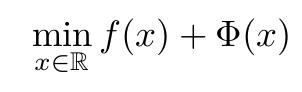 min_{x∈ℝ} f(x) + Φ(x)